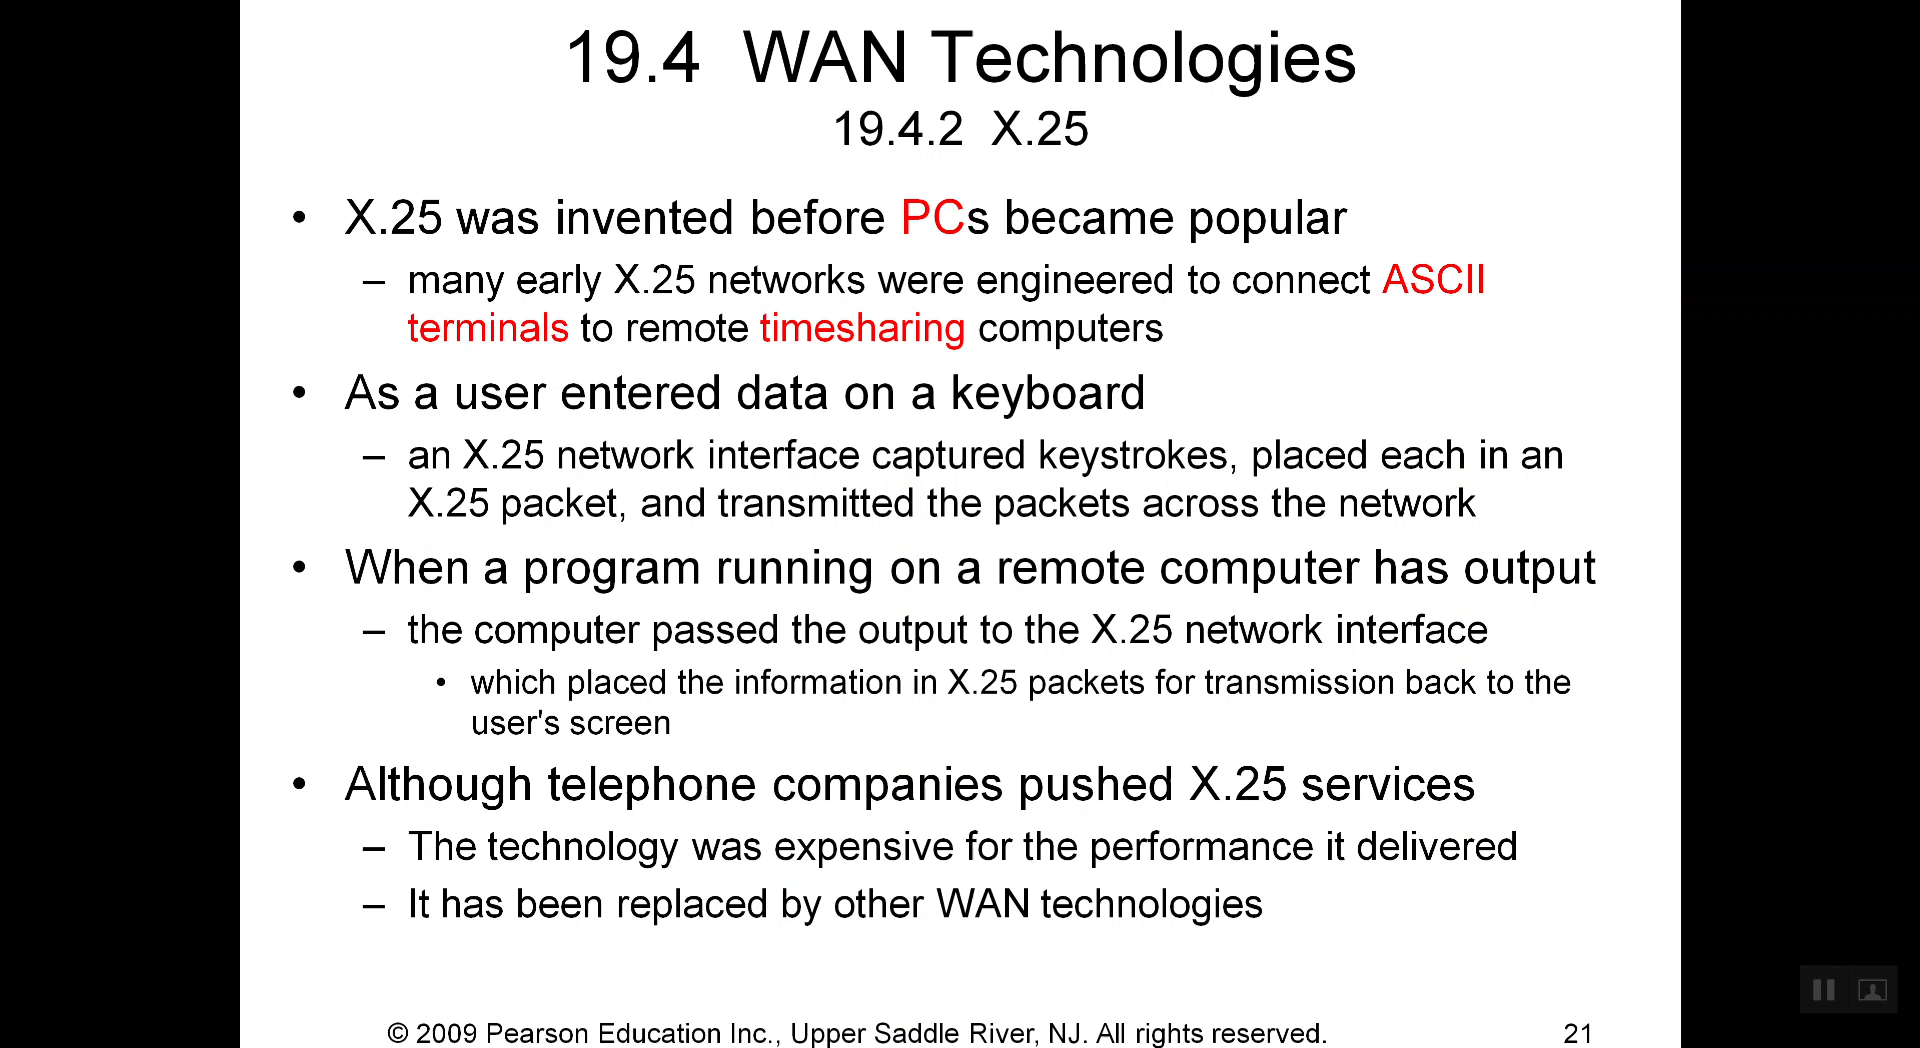 19.4 WAN Technologies
19.4.2 X.25
• X.25 was invented before PCs became popular
– many early X.25 networks were engineered to connect ASCII
terminals to remote timesharing computers
• As a user entered data on a keyboard
– an X.25 network interface captured keystrokes, placed each in an
X.25 packet, and transmitted the packets across the network
• When a program running on a remote computer has output
– the computer passed the output to the X.25 network interface
• which placed the information in X.25 packets for transmission back to the
user's screen
• Although telephone companies pushed X.25 services
– The technology was expensive for the performance it delivered
– It has been replaced by other WAN technologies
© 2009 Pearson Education Inc., Upper Saddle River, NJ. All rights reserved. 21